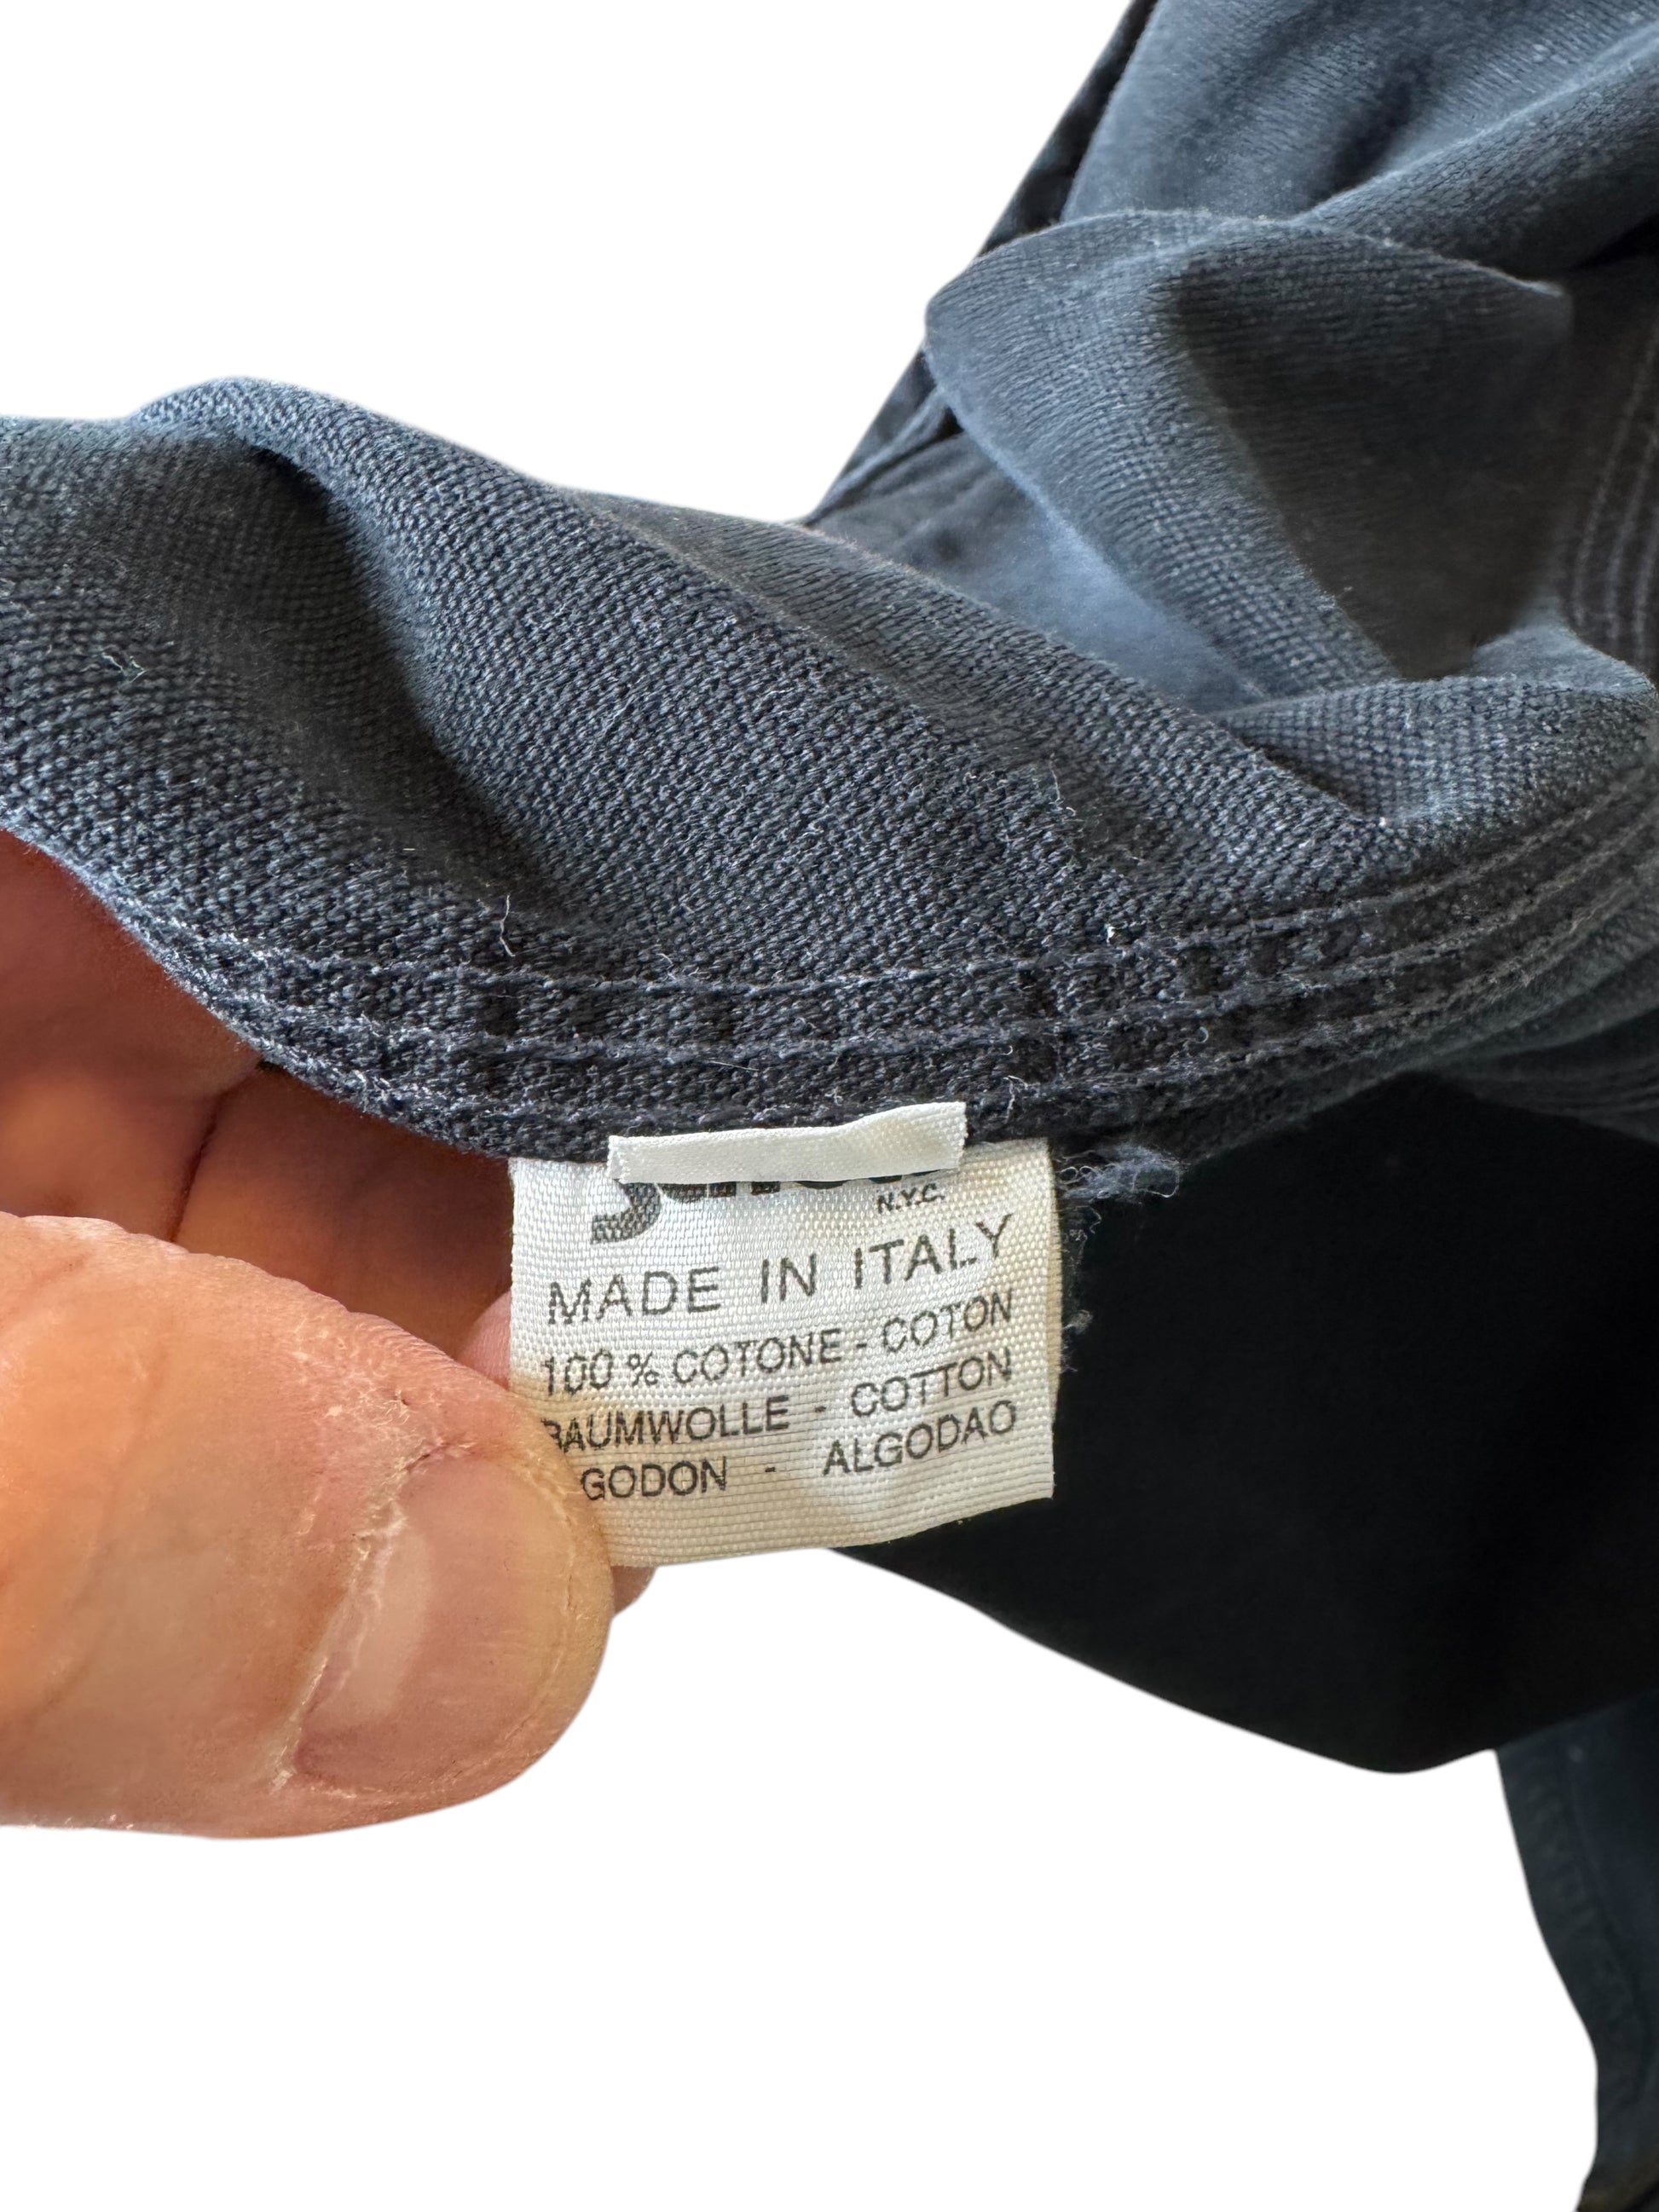 N.Y.C.
MADE IN ITALY
100 % COTONE - COTON
BAUMWOLLE - COTTON
GODON - ALGODAO